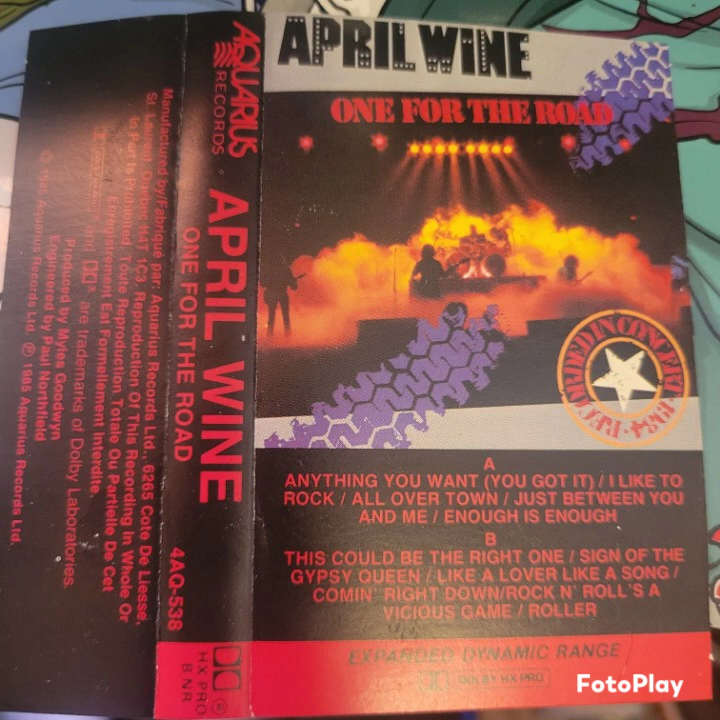 APRIL WINE
ONE FOR THE ROAD
RECORDED IN CONCERT
1984
A
ANYTHING YOU WANT (YOU GOT IT) / I LIKE TO
ROCK / ALL OVER TOWN / JUST BETWEEN YOU
AND ME / ENOUGH IS ENOUGH
B
THIS COULD BE THE RIGHT ONE / SIGN OF THE
GYPSY QUEEN / LIKE A LOVER LIKE A SONG /
COMIN' RIGHT DOWN/ROCK N' ROLL'S A
VICIOUS GAME / ROLLER
EXPANDED DYNAMIC RANGE
DOLBY HX PRO
FotoPlay
AQUARIUS
RECORDS
APRIL WINE
ONE FOR THE ROAD
4AQ-538
HX PRO
B NR
Manufactured by/Fabriqué par: Aquarius Records Ltd., 6265 Cote De Liesse,
St. Laurent, Quebec H4T 1C3. Reproduction Of This Recording In Whole Or
In Part Is Prohibited. Toute Reproduction Totale Ou Partielle De Cet
Enregistrement Est Formellement Interdite.
and are trademarks of Dolby Laboratories.
Produced by Myles Goodwyn
Engineered by Paul Northfield
© 1985 Aquarius Records Ltd. ℗ 1985 Aquarius Records Ltd.